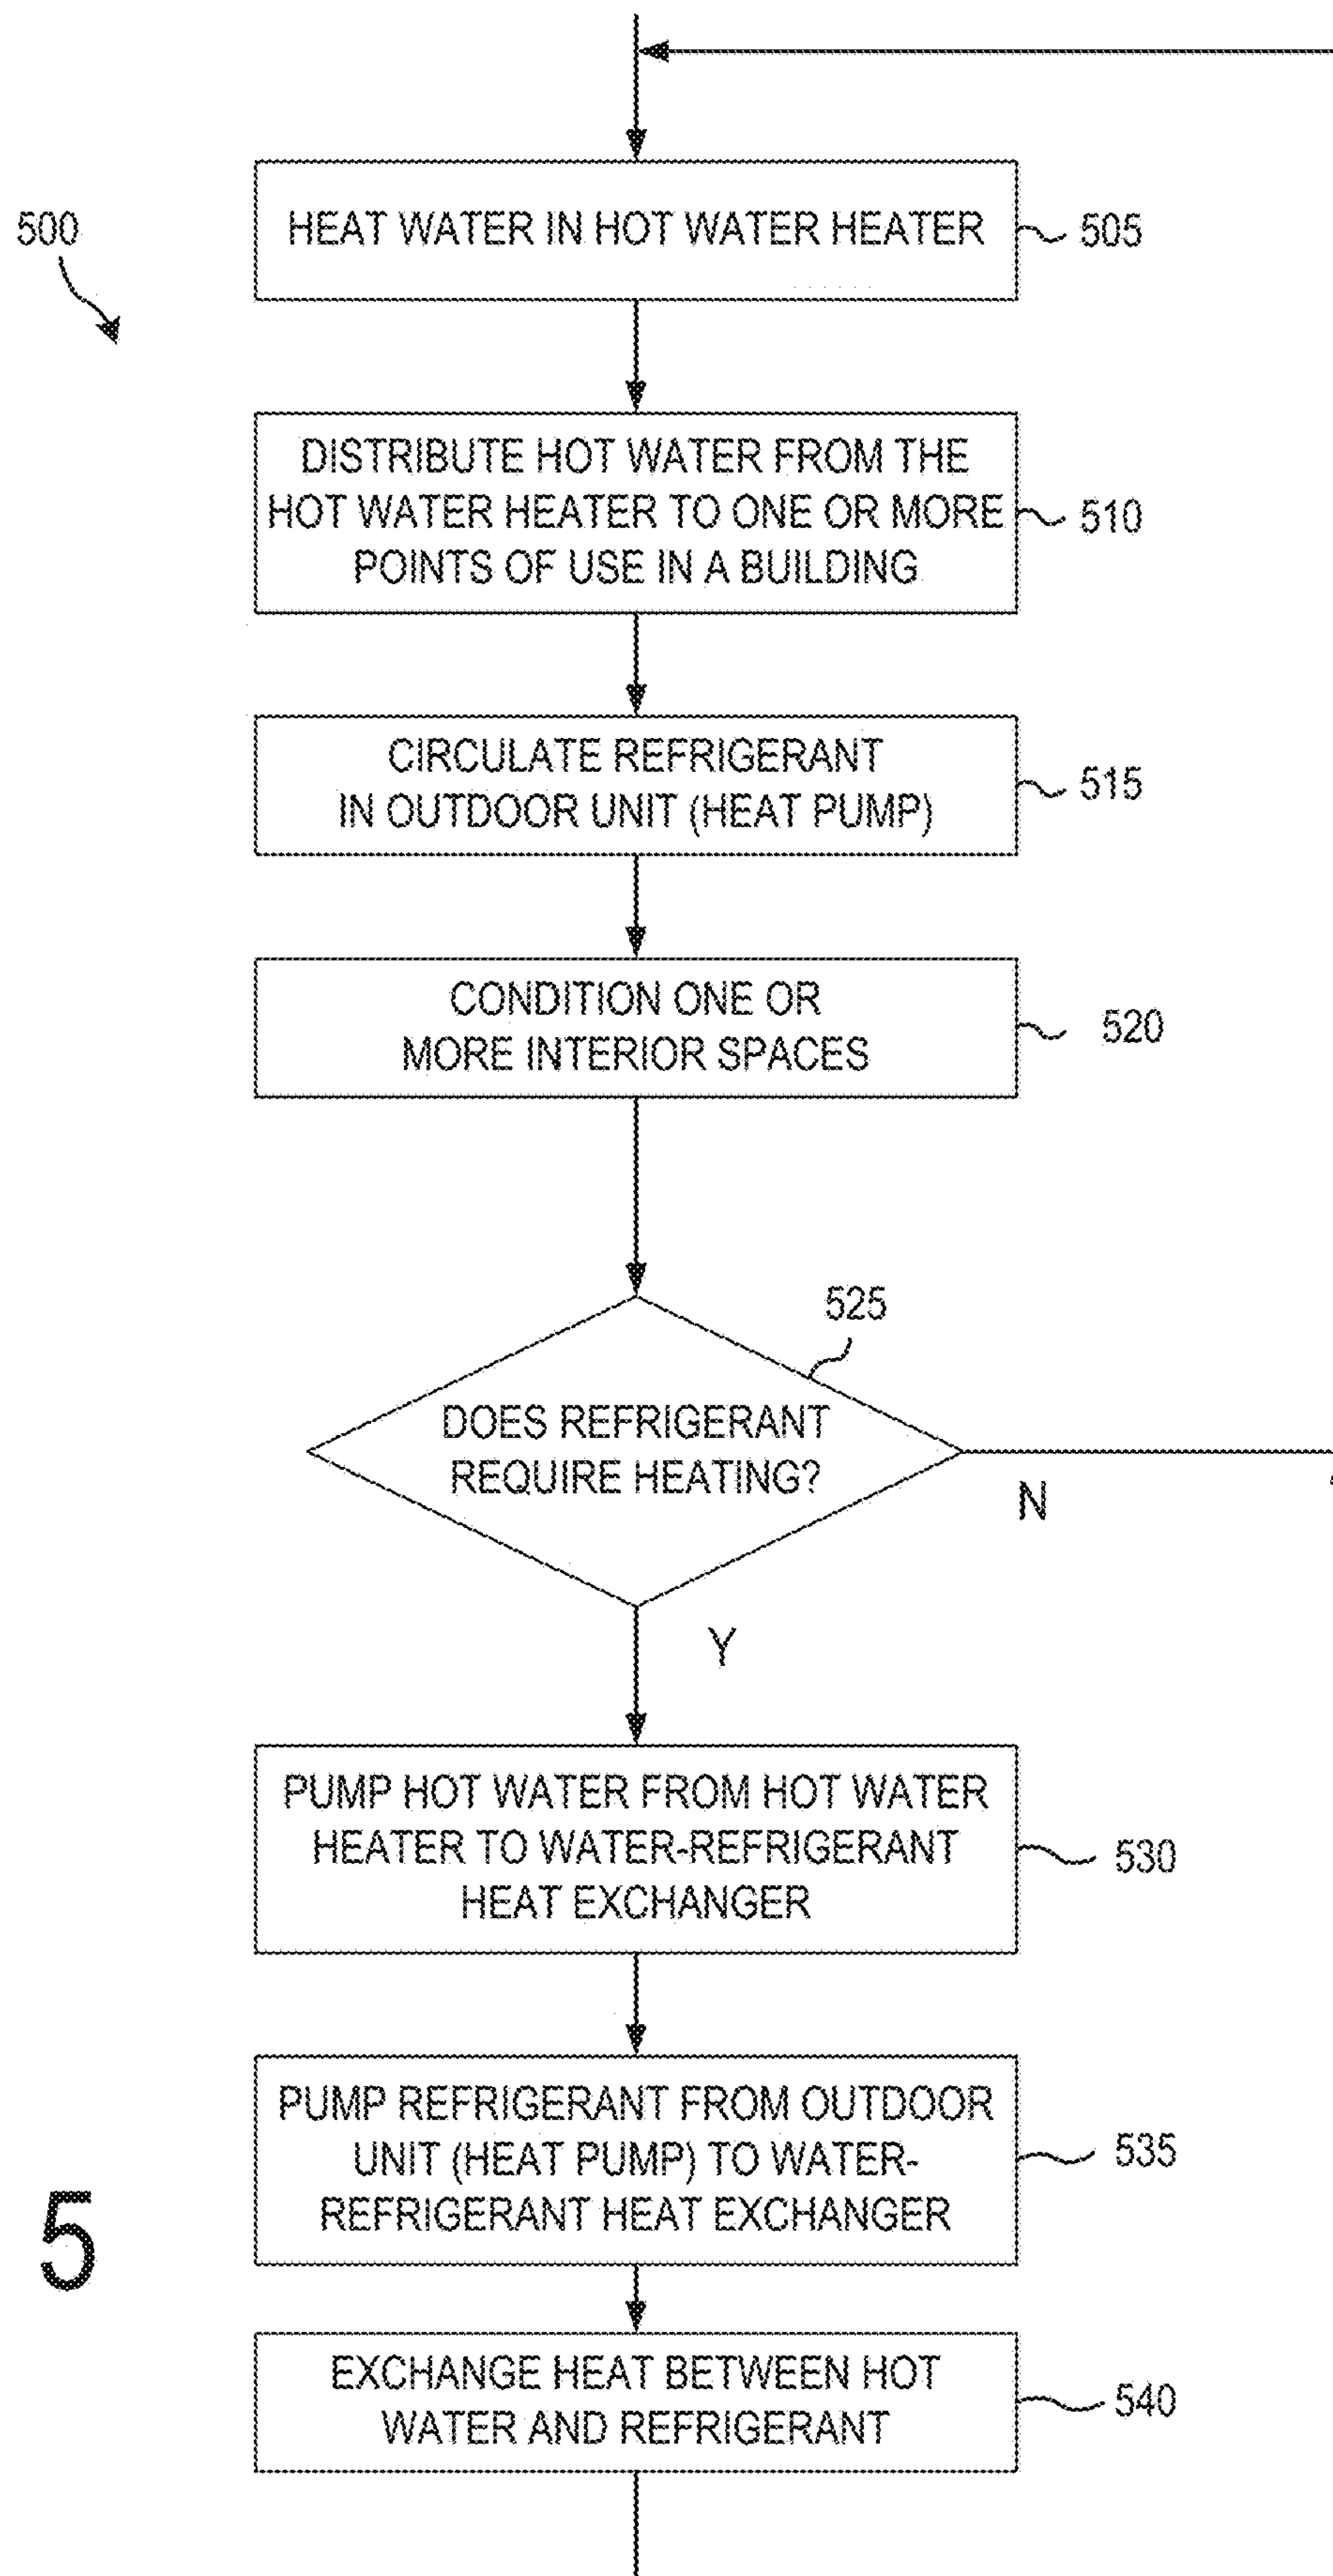 500
HEAT WATER IN HOT WATER HEATER
505
DISTRIBUTE HOT WATER FROM THE
HOT WATER HEATER TO ONE OR MORE
POINTS OF USE IN A BUILDING
510
CIRCULATE REFRIGERANT
IN OUTDOOR UNIT (HEAT PUMP)
515
CONDITION ONE OR
MORE INTERIOR SPACES
520
525
DOES REFRIGERANT
REQUIRE HEATING?
N
Y
PUMP HOT WATER FROM HOT WATER
HEATER TO WATER-REFRIGERANT
HEAT EXCHANGER
530
PUMP REFRIGERANT FROM OUTDOOR
UNIT (HEAT PUMP) TO WATER-
REFRIGERANT HEAT EXCHANGER
535
5
EXCHANGE HEAT BETWEEN HOT
WATER AND REFRIGERANT
540